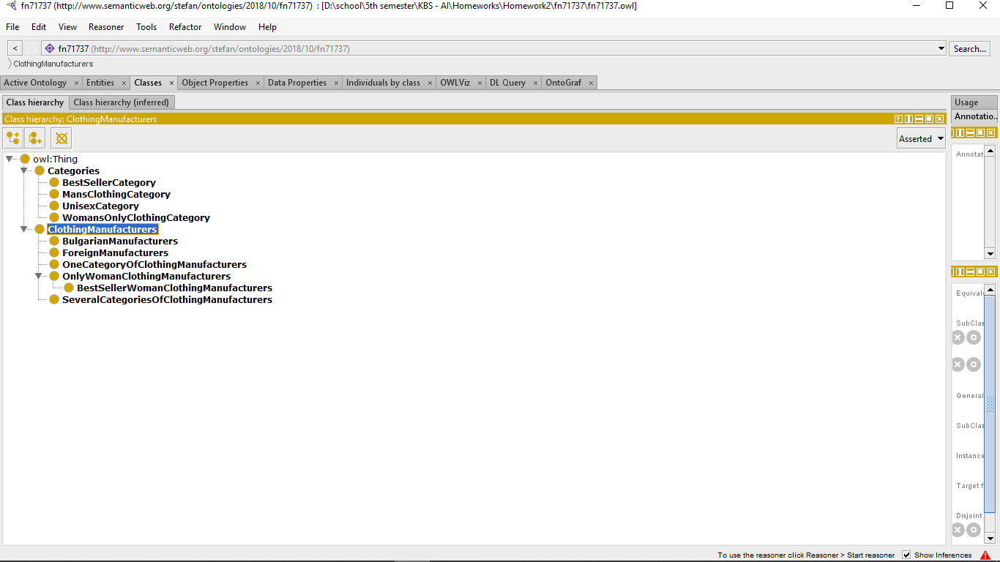 fn71737 (http://www.semanticweb.org/stefan/ontologies/2018/10/fn71737) : [D:\school\5th semester\KBS - AI\Homeworks\Homework2\fn71737\fn71737.owl]
File Edit View Reasoner Tools Refactor Window Help
< > fn71737 (http://www.semanticweb.org/stefan/ontologies/2018/10/fn71737) Search...
ClothingManufacturers
Active Ontology × Entities × Classes × Object Properties × Data Properties × Individuals by class × OWLViz × DL Query × OntoGraf ×
Class hierarchy Class hierarchy (inferred) Usage
Class hierarchy: ClothingManufacturers Annotatio..
Asserted
owl:Thing Annotat
Categories
BestSellerCategory
MansClothingCategory
UnisexCategory
WomansOnlyClothingCategory
ClothingManufacturers
BulgarianManufacturers
ForeignManufacturers
OneCategoryOfClothingManufacturers
OnlyWomanClothingManufacturers
BestSellerWomanClothingManufacturers
SeveralCategoriesOfClothingManufacturers
Equivale
SubClas
General
SubClas
Instance
Target f
Disjoint
To use the reasoner click Reasoner > Start reasoner Show Inferences